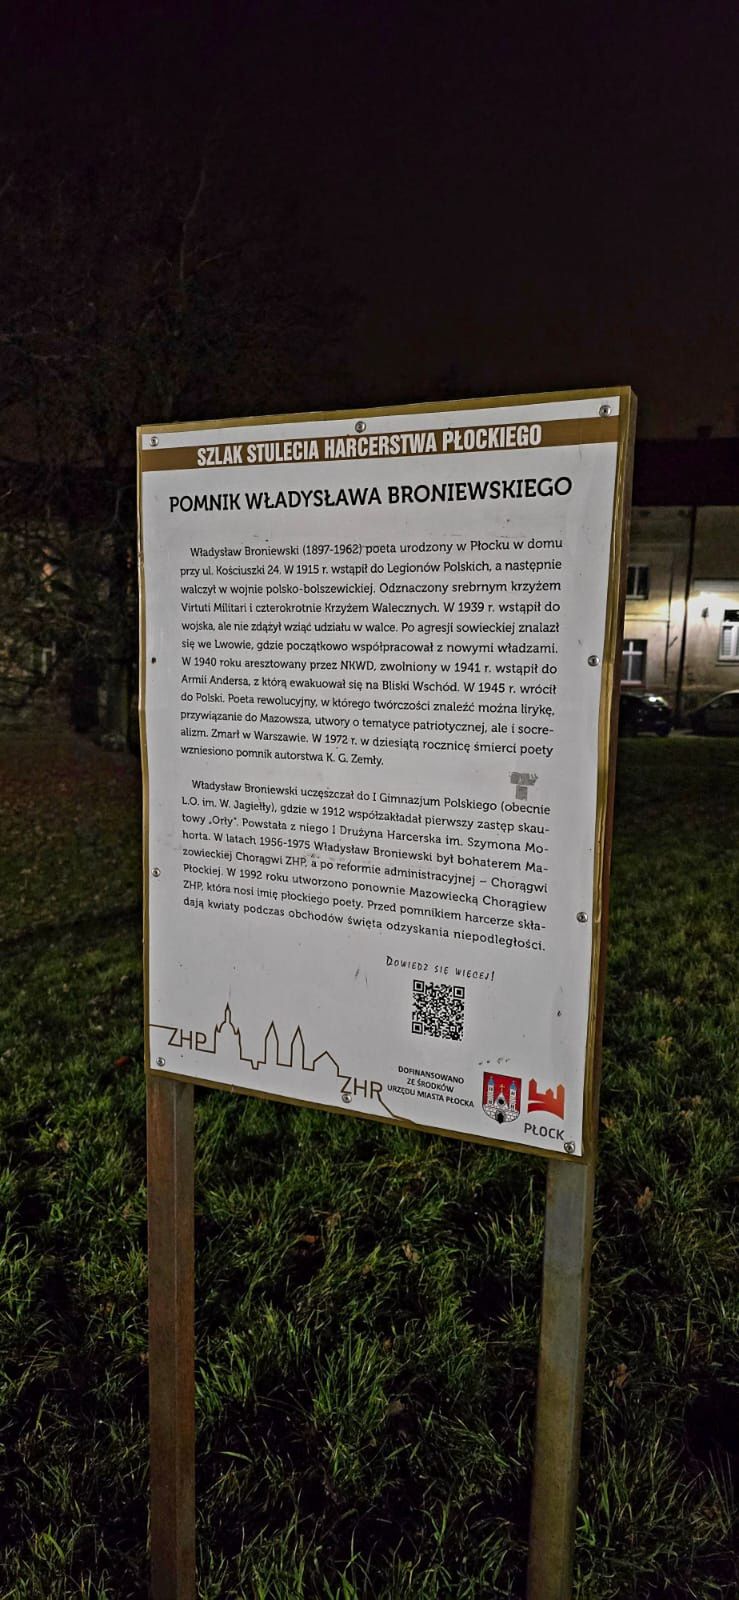 SZLAK STULECIA HARCERSTWA PŁOCKIEGO
POMNIK WŁADYSŁAWA BRONIEWSKIEGO
Władysław Broniewski (1897-1962) poeta urodzony w Płocku w domu
przy ul. Kościuszki 24. W 1915 r. wstąpił do Legionów Polskich, a następnie
walczył w wojnie polsko-bolszewickiej. Odznaczony srebrnym krzyżem
Virtuti Militari i czterokrotnie Krzyżem Walecznych. W 1939 r. wstąpił do
wojska, ale nie zdążył wziąć udziału w walce. Po agresji sowieckiej znalazł
się we Lwowie, gdzie początkowo współpracował z nowymi władzami.
W 1940 roku aresztowany przez NKWD, zwolniony w 1941 r. wstąpił do
Armii Andersa, z którą ewakuował się na Bliski Wschód. W 1945 r. wrócił
do Polski. Poeta rewolucyjny, w którego twórczości znaleźć można lirykę,
przywiązanie do Mazowsza, utwory o tematyce patriotycznej, ale i socre-
alizm. Zmarł w Warszawie. W 1972 r. w dziesiątą rocznicę śmierci poety
wzniesiono pomnik autorstwa K. G. Zemły.
Władysław Broniewski uczęszczał do I Gimnazjum Polskiego (obecnie
L.O. im. W. Jagiełły), gdzie w 1912 współzakładał pierwszy zastęp skau-
towy „Orły". Powstała z niego I Drużyna Harcerska im. Szymona Mo-
horta. W latach 1956-1975 Władysław Broniewski był bohaterem Ma-
zowieckiej Chorągwi ZHP, a po reformie administracyjnej – Chorągwi
Płockiej. W 1992 roku utworzono ponownie Mazowiecką Chorągiew
ZHP, która nosi imię płockiego poety. Przed pomnikiem harcerze skła-
dają kwiaty podczas obchodów święta odzyskania niepodległości.
DOWIEDZ SIĘ WIĘCEJ!
ZHP
ZHR
DOFINANSOWANO
ZE ŚRODKÓW
URZĘDU MIASTA PŁOCKA
PŁOCK